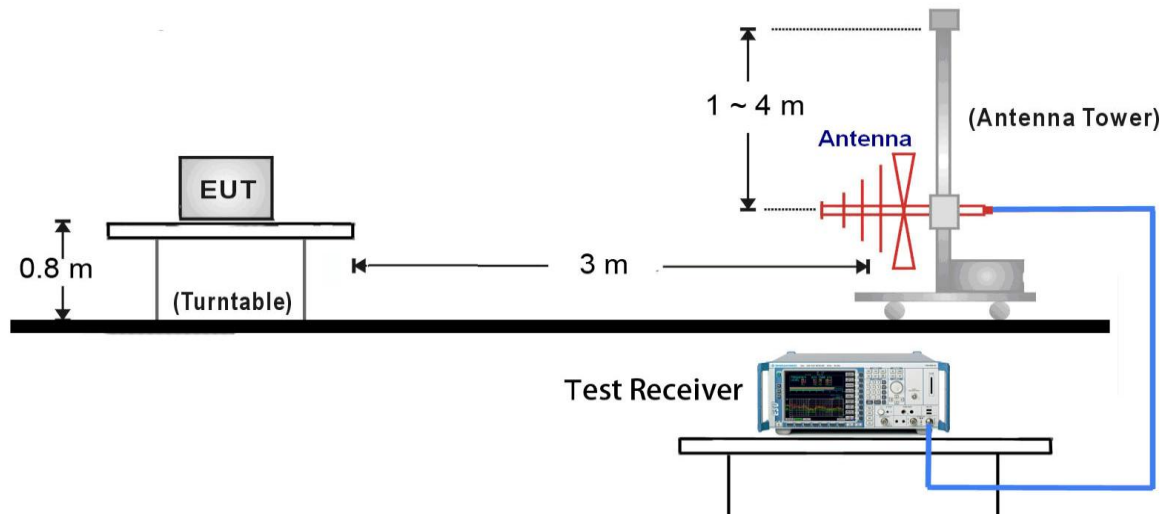 1 ~ 4 m
(Antenna Tower)
Antenna
EUT
0.8 m
3 m
(Turntable)
Test Receiver